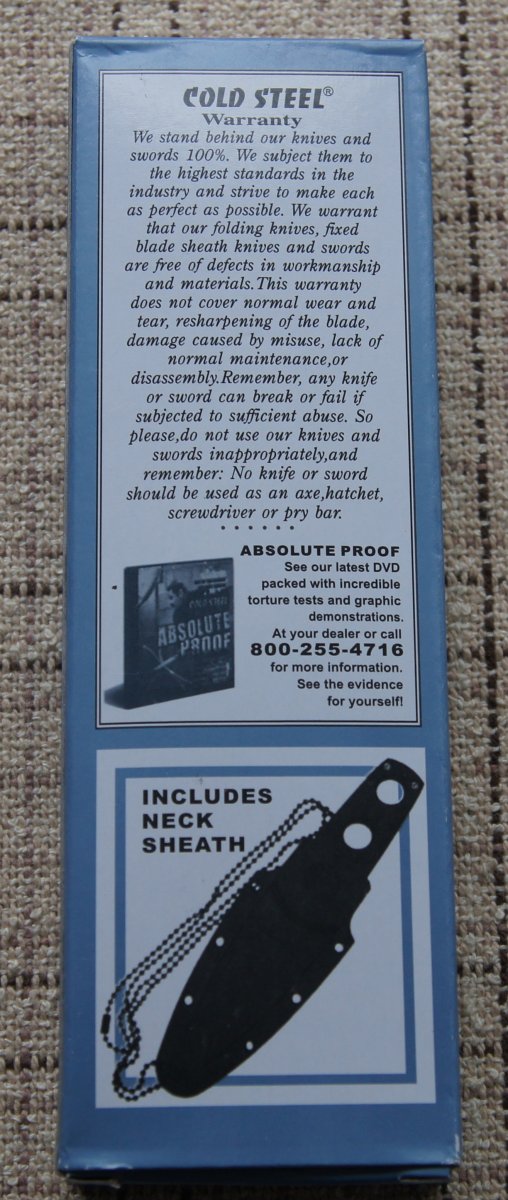 COLD STEEL®
Warranty
We stand behind our knives and
swords 100%. We subject them to
the highest standards in the
industry and strive to make each
as perfect as possible. We warrant
that our folding knives, fixed
blade sheath knives and swords
are free of defects in workmanship
and materials.This warranty
does not cover normal wear and
tear, resharpening of the blade,
damage caused by misuse, lack of
normal maintenance,or
disassembly.Remember, any knife
or sword can break or fail if
subjected to sufficient abuse. So
please,do not use our knives and
swords inappropriately,and
remember: No knife or sword
should be used as an axe,hatchet,
screwdriver or pry bar.
ABSOLUTE PROOF
See our latest DVD
packed with incredible
torture tests and graphic
demonstrations.
At your dealer or call
800-255-4716
for more information.
See the evidence
for yourself!
ABSOLUTE
PROOF
INCLUDES
NECK
SHEATH